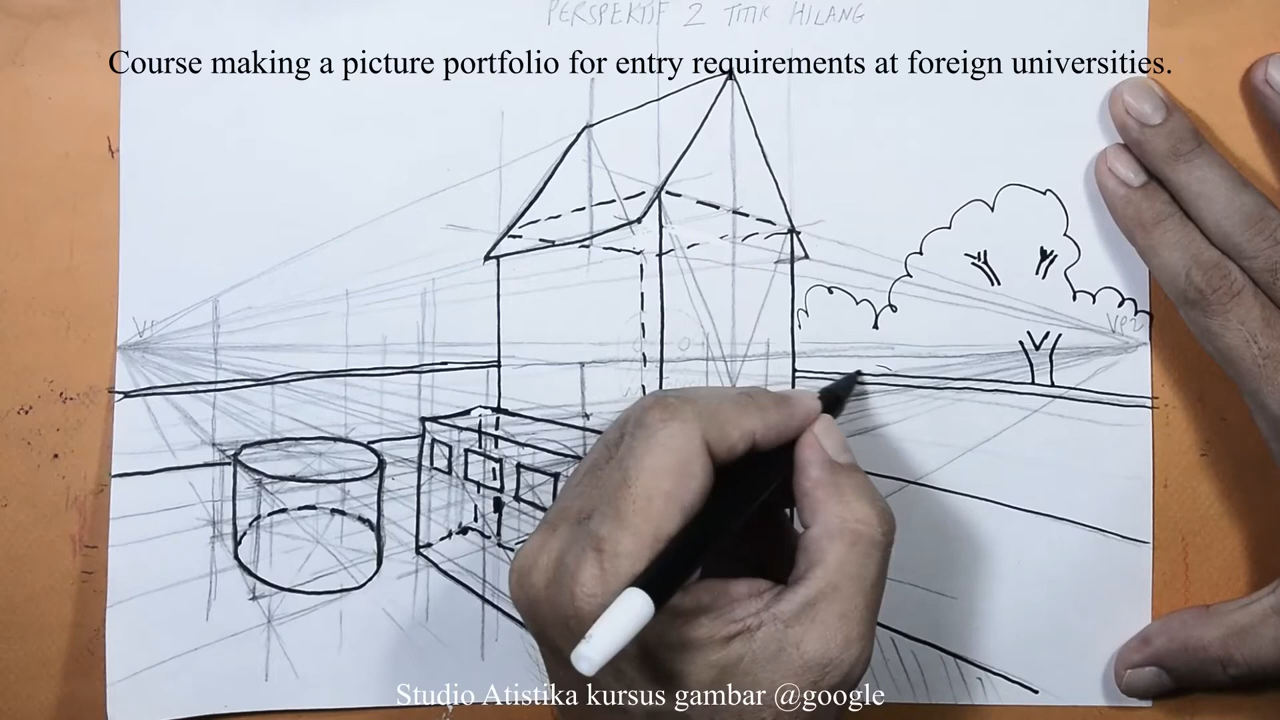 PERSPEKTIF 2 TITIK HILANG
Course making a picture portfolio for entry requirements at foreign universities.
VP2
Studio Atistika kursus gambar @google